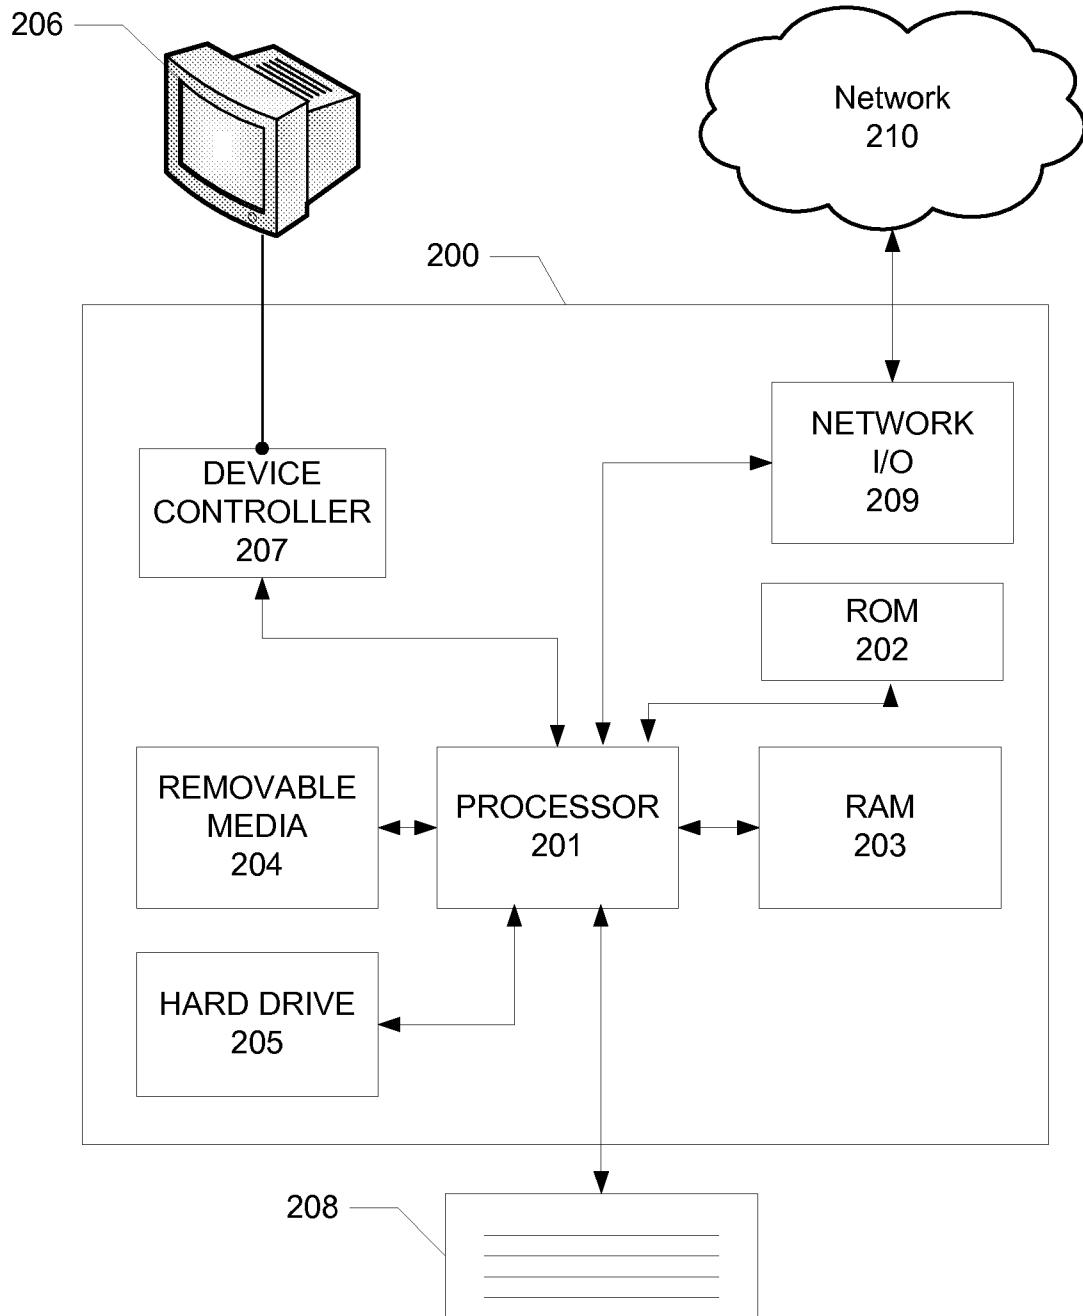 206
Network
210
200
NETWORK
I/O
209
DEVICE
CONTROLLER
207
ROM
202
REMOVABLE
MEDIA
204
PROCESSOR
201
RAM
203
HARD DRIVE
205
208